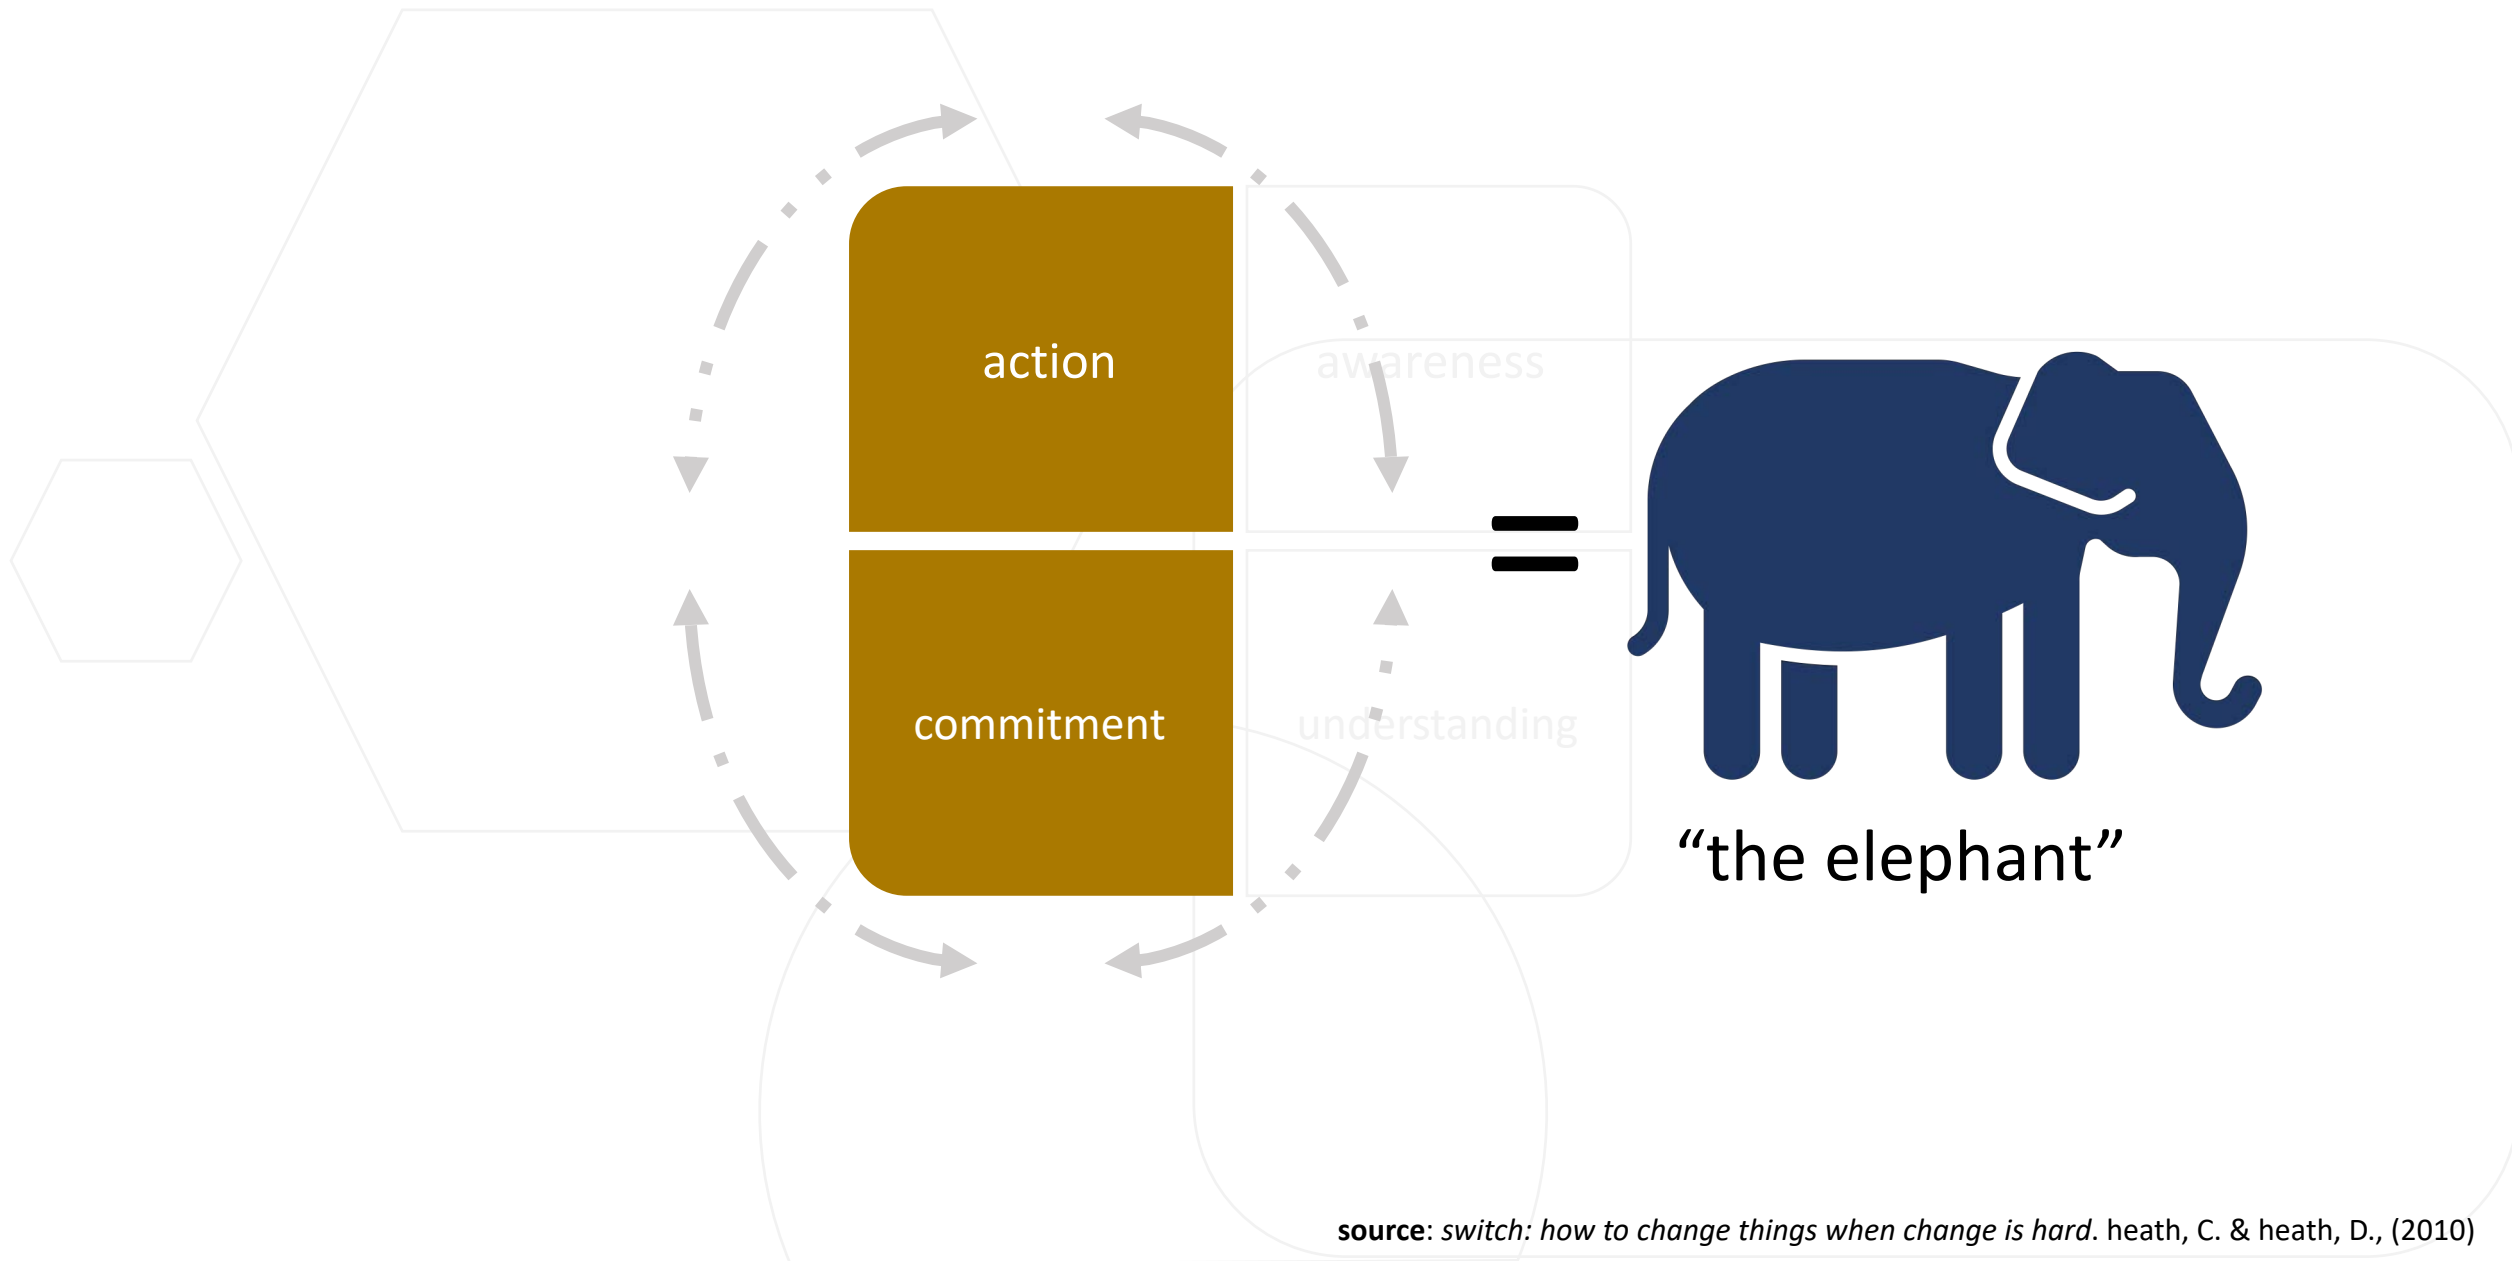 action
awareness
=
commitment
understanding
“the elephant”
source: switch: how to change things when change is hard. heath, C. & heath, D., (2010)